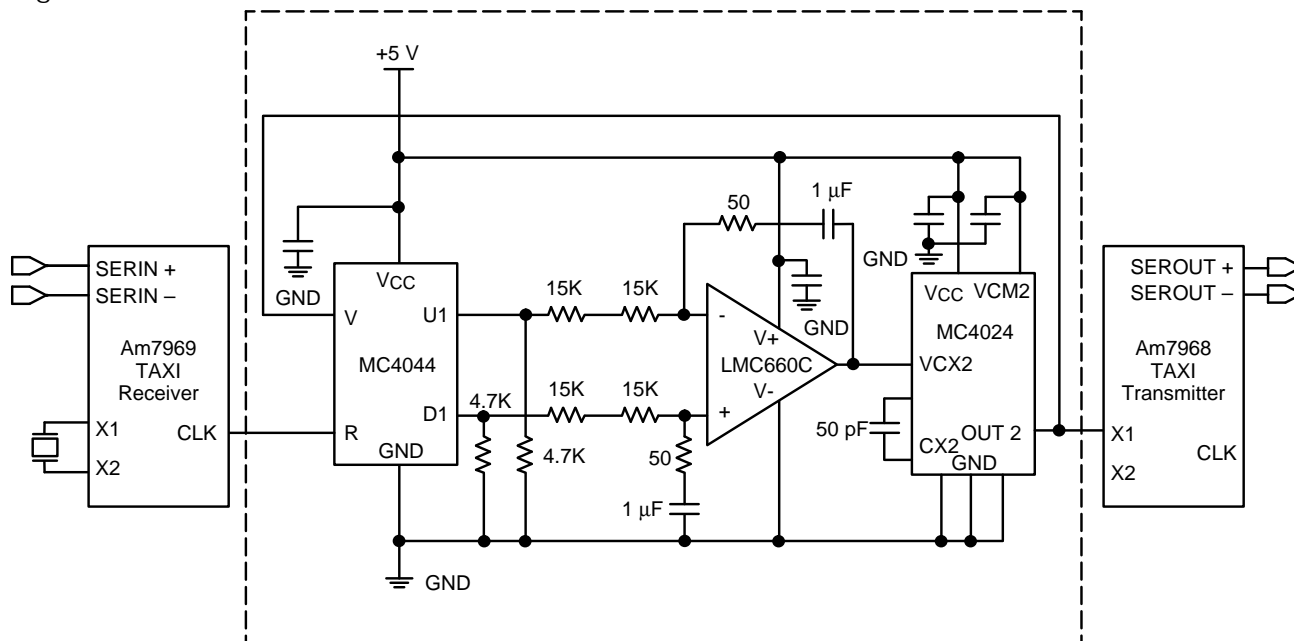 +5 V
1 μF
50
GND
GND
SERIN +
SERIN –
Am7969
TAXI
Receiver
X1
X2
CLK
GND
VCC
V
U1
MC4044
D1
R
GND
15K
15K
15K
15K
4.7K
4.7K
50
1 μF
-
+
V+
LMC660C
V-
VCC
VCM2
MC4024
VCX2
50 pF
CX2
OUT 2
GND
SEROUT +
SEROUT –
Am7968
TAXI
Transmitter
X1
X2
CLK
GND